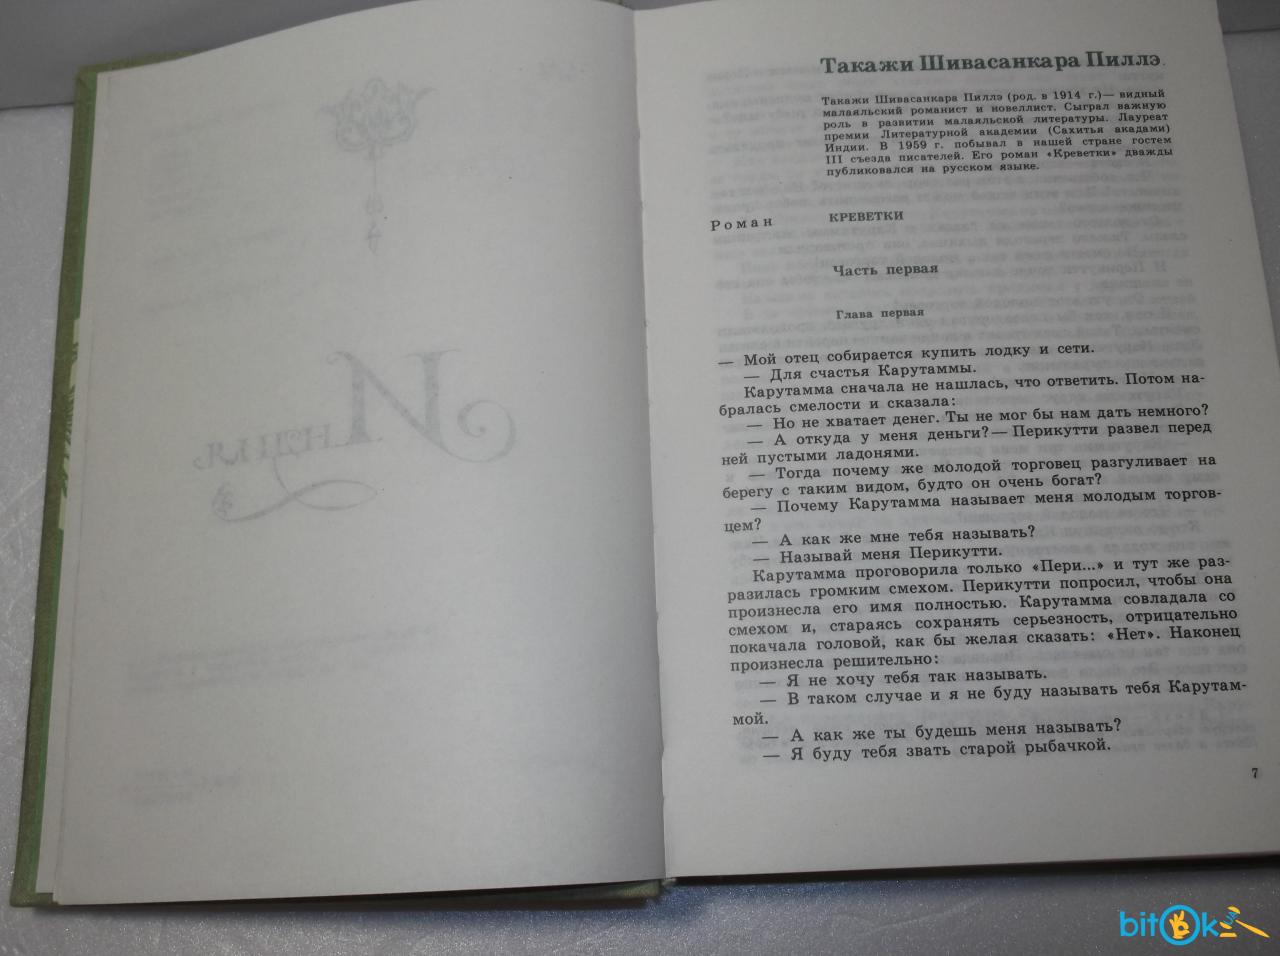 Такажи Шивасанкара Пиллэ
Такажи Шивасанкара Пиллэ (род. в 1914 г.)— видный
малаяльский романист и новеллист. Сыграл важную
роль в развитии малаяльской литературы. Лауреат
премии Литературной академии (Сахитья академи)
Индии. В 1959 г. побывал в нашей стране гостем
III съезда писателей. Его роман «Креветки» дважды
публиковался на русском языке.
Роман КРЕВЕТКИ
Часть первая
Глава первая
— Мой отец собирается купить лодку и сети.
— Для счастья Карутаммы.
Карутамма сначала не нашлась, что ответить. Потом на-
бралась смелости и сказала:
— Но не хватает денег. Ты не мог бы нам дать немного?
— А откуда у меня деньги?— Перикутти развел перед
ней пустыми ладонями.
— Тогда почему же молодой торговец разгуливает на
берегу с таким видом, будто он очень богат?
— Почему Карутамма называет меня молодым торгов-
цем?
— А как же мне тебя называть?
— Называй меня Перикутти.
Карутамма проговорила только «Пери...» и тут же раз-
разилась громким смехом. Перикутти попросил, чтобы она
произнесла его имя полностью. Карутамма совладала со
смехом и, стараясь сохранять серьезность, отрицательно
покачала головой, как бы желая сказать: «Нет». Наконец
произнесла решительно:
— Я не хочу тебя так называть.
— В таком случае и я не буду называть тебя Карутам-
мой.
— А как же ты будешь меня называть?
— Я буду тебя звать старой рыбачкой.
7
Индия
bitok